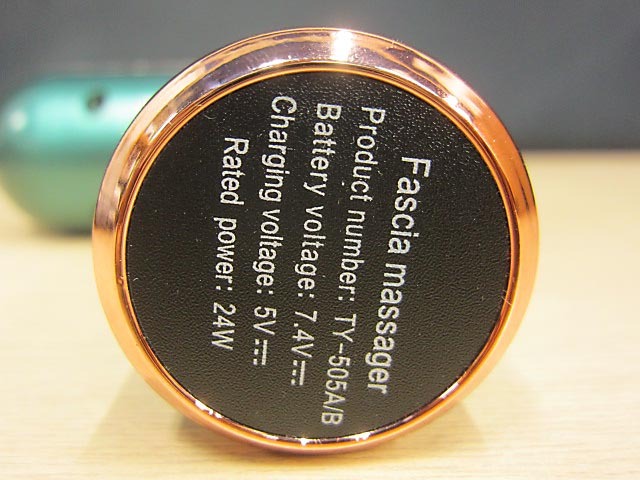 Fascia massager
Product number: TY-505A/B
Battery voltage: 7.4V⎓
Charging voltage: 5V⎓
Rated power: 24W